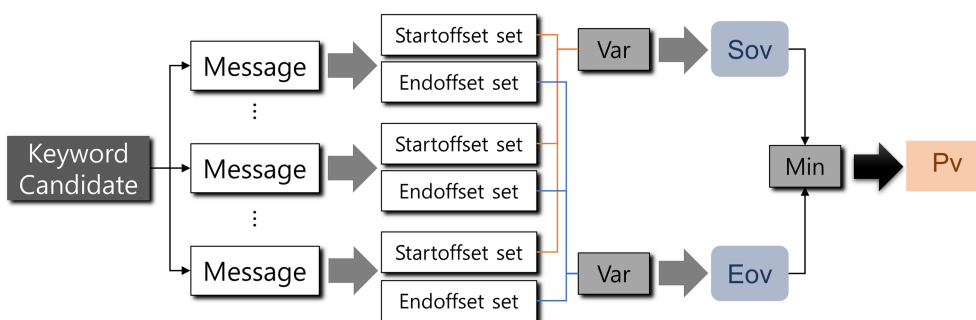 Keyword
Candidate
Message
⋮
Message
⋮
Message
Startoffset set
Endoffset set
Startoffset set
Endoffset set
Startoffset set
Endoffset set
Var
Var
Sov
Eov
Min
Pv